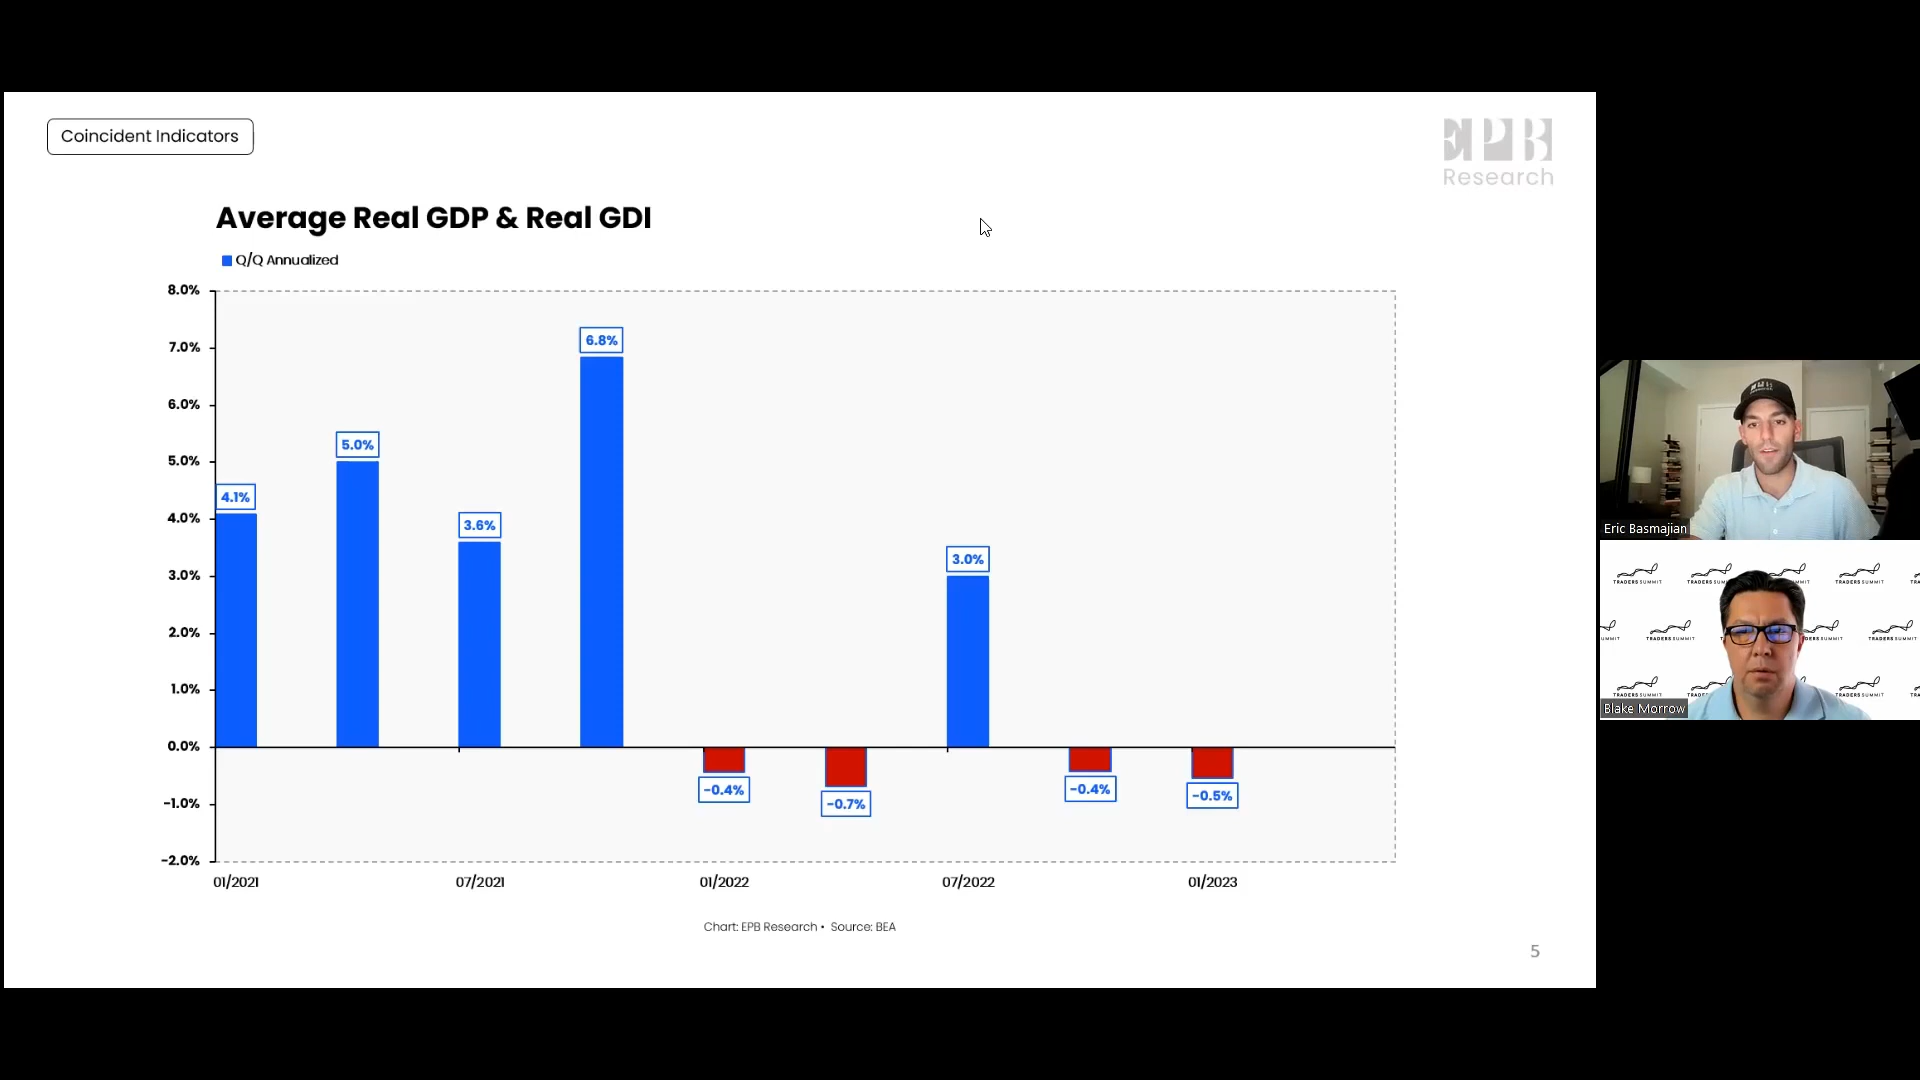 Coincident Indicators
EPB
Research
Average Real GDP & Real GDI
Q/Q Annualized
8.0%
7.0%
6.0%
5.0%
4.0%
3.0%
2.0%
1.0%
0.0%
-1.0%
-2.0%
4.1%
5.0%
3.6%
6.8%
-0.4%
-0.7%
3.0%
-0.4%
-0.5%
01/2021
07/2021
01/2022
07/2022
01/2023
Chart: EPB Research • Source: BEA
5
Eric Basmajian
TRADERS SUMMIT
Blake Morrow